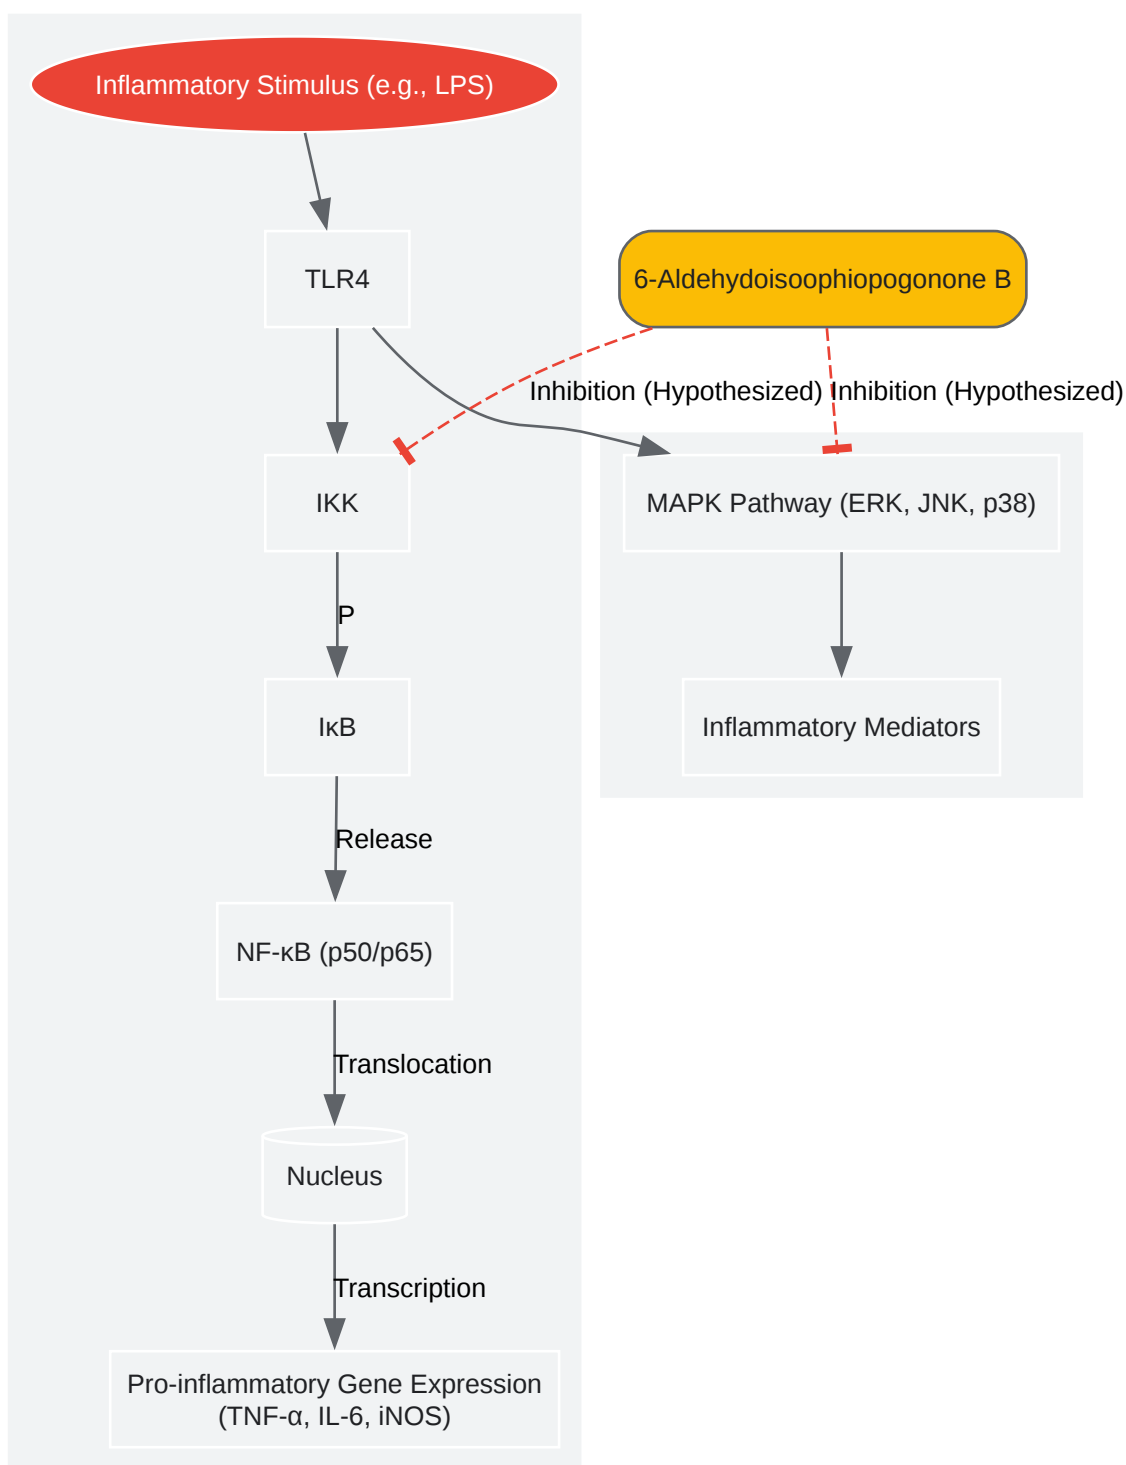 Inflammatory Stimulus (e.g., LPS)
TLR4
6-Aldehydoisoophiopogonone B
Inhibition (Hypothesized)
Inhibition (Hypothesized)
IKK
MAPK Pathway (ERK, JNK, p38)
P
IκB
Inflammatory Mediators
Release
NF-κB (p50/p65)
Translocation
Nucleus
Transcription
Pro-inflammatory Gene Expression
(TNF-α, IL-6, iNOS)